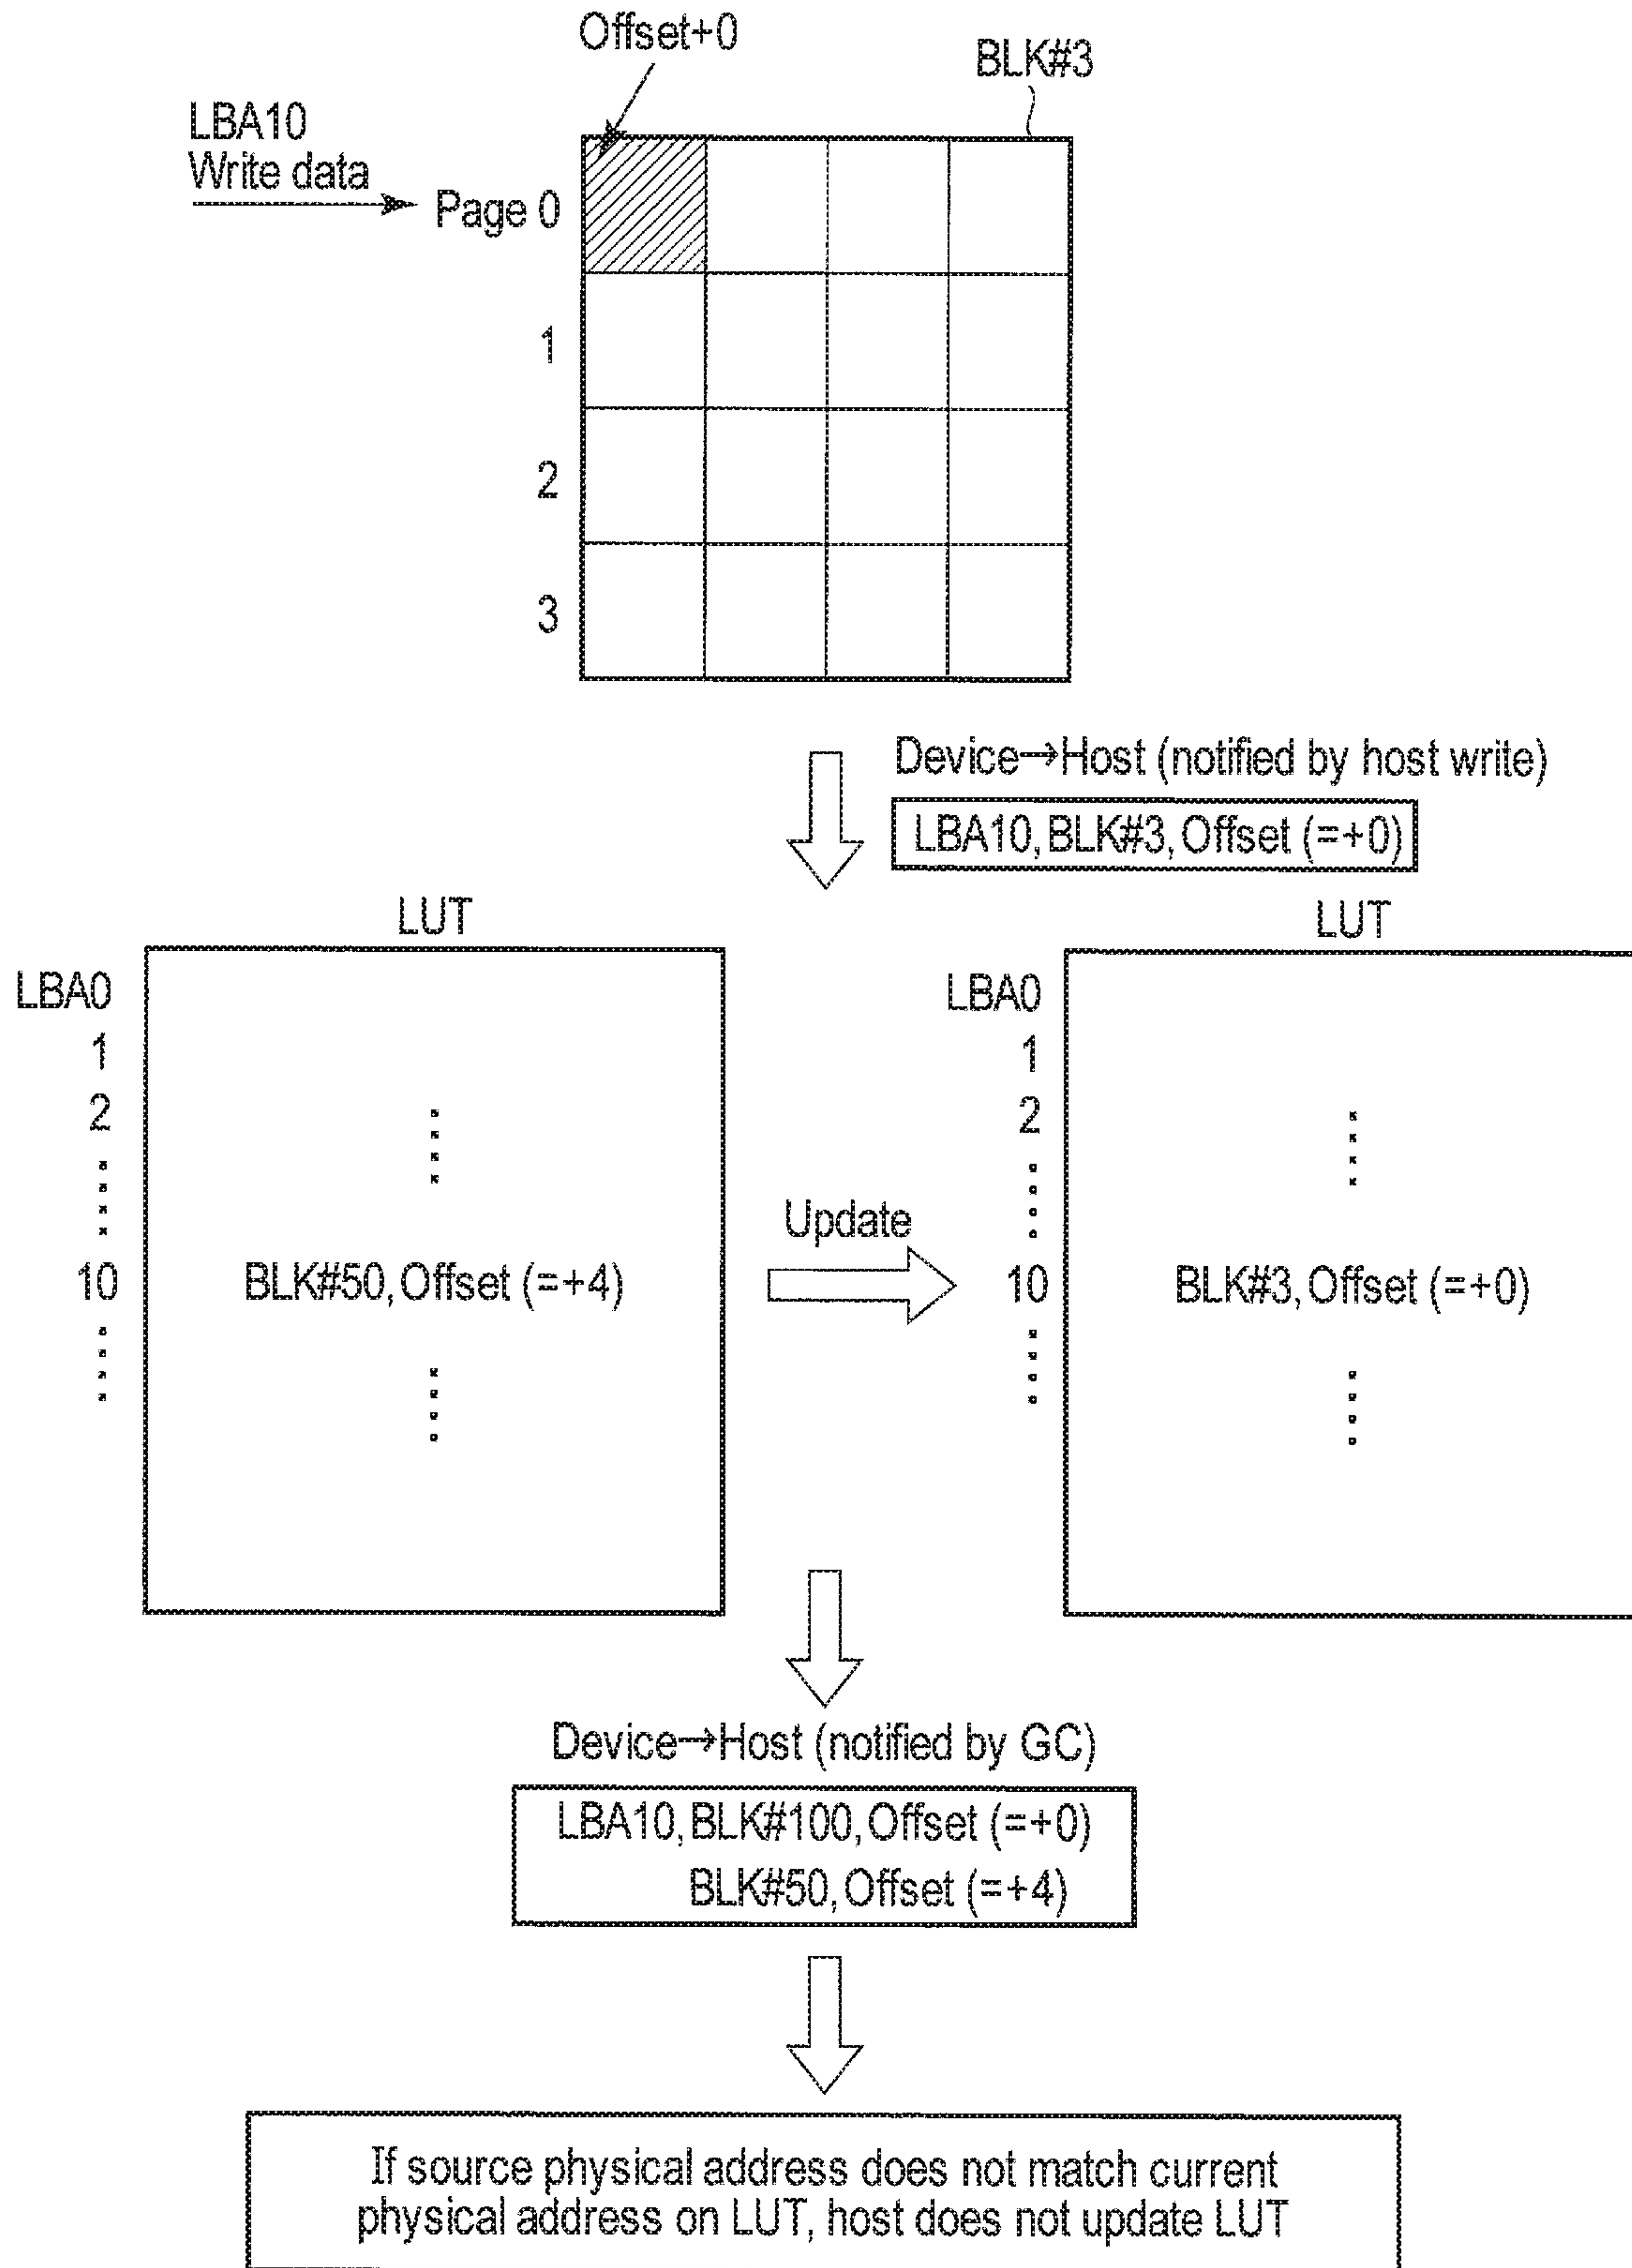 Offset+0
BLK#3
LBA10
Write data
Page 0
1
2
3
Device→Host (notified by host write)
LBA10, BLK#3, Offset (=+0)
LUT
LBA0
1
2
10
BLK#50, Offset (=+4)
Update
LUT
LBA0
1
2
10
BLK#3, Offset (=+0)
Device→Host (notified by GC)
LBA10, BLK#100, Offset (=+0)
BLK#50, Offset (=+4)
If source physical address does not match current
physical address on LUT, host does not update LUT